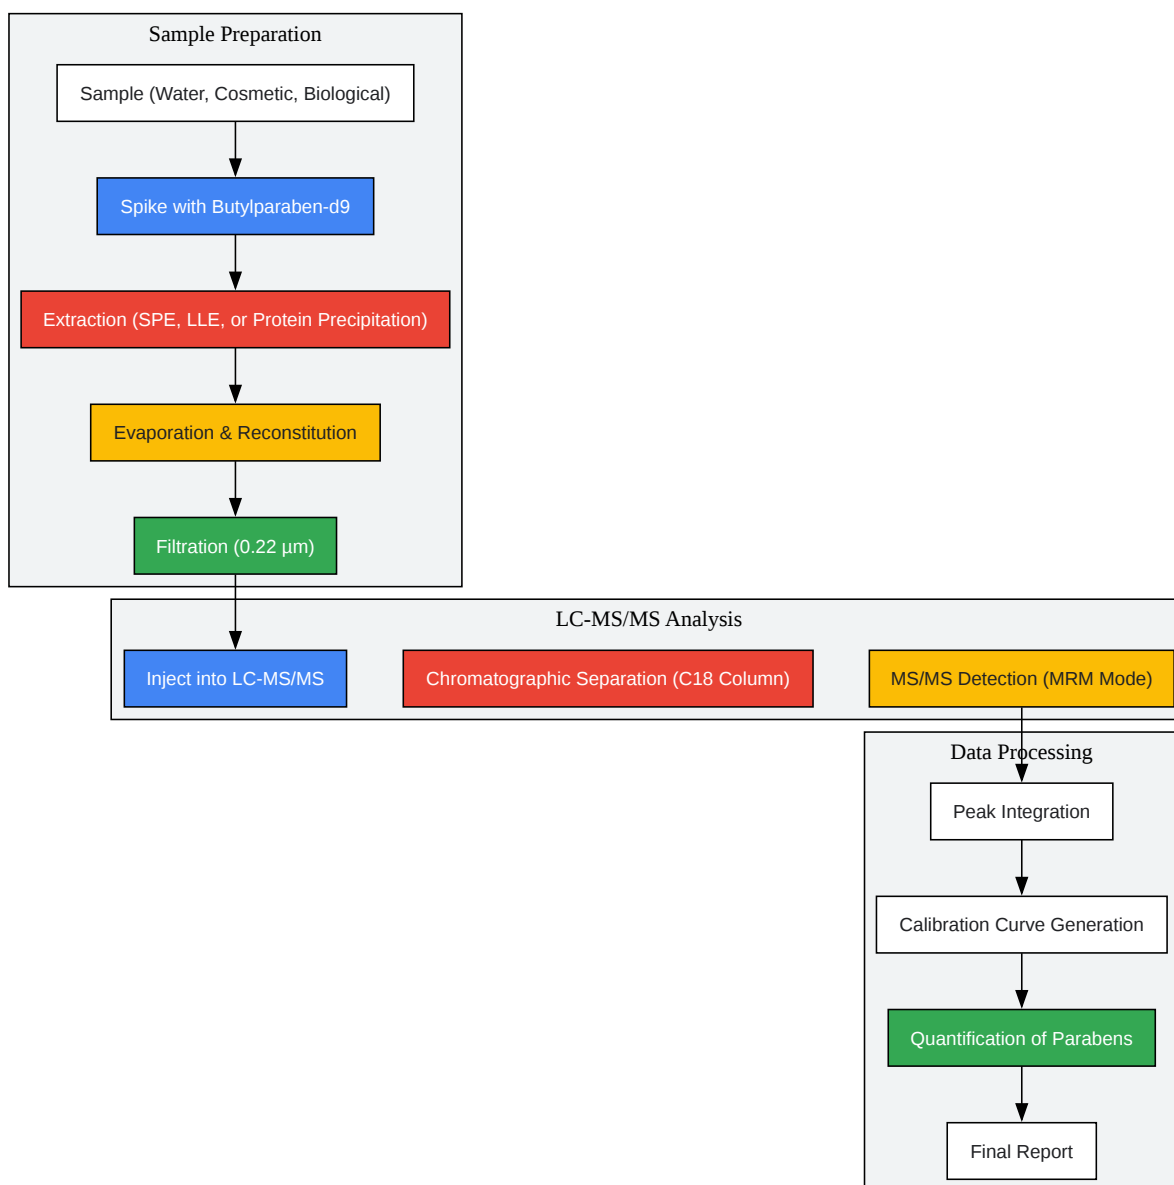 Sample Preparation
Sample (Water, Cosmetic, Biological)
Spike with Butylparaben-d9
Extraction (SPE, LLE, or Protein Precipitation)
Evaporation & Reconstitution
Filtration (0.22 µm)
LC-MS/MS Analysis
Inject into LC-MS/MS
Chromatographic Separation (C18 Column)
MS/MS Detection (MRM Mode)
Data Processing
Peak Integration
Calibration Curve Generation
Quantification of Parabens
Final Report